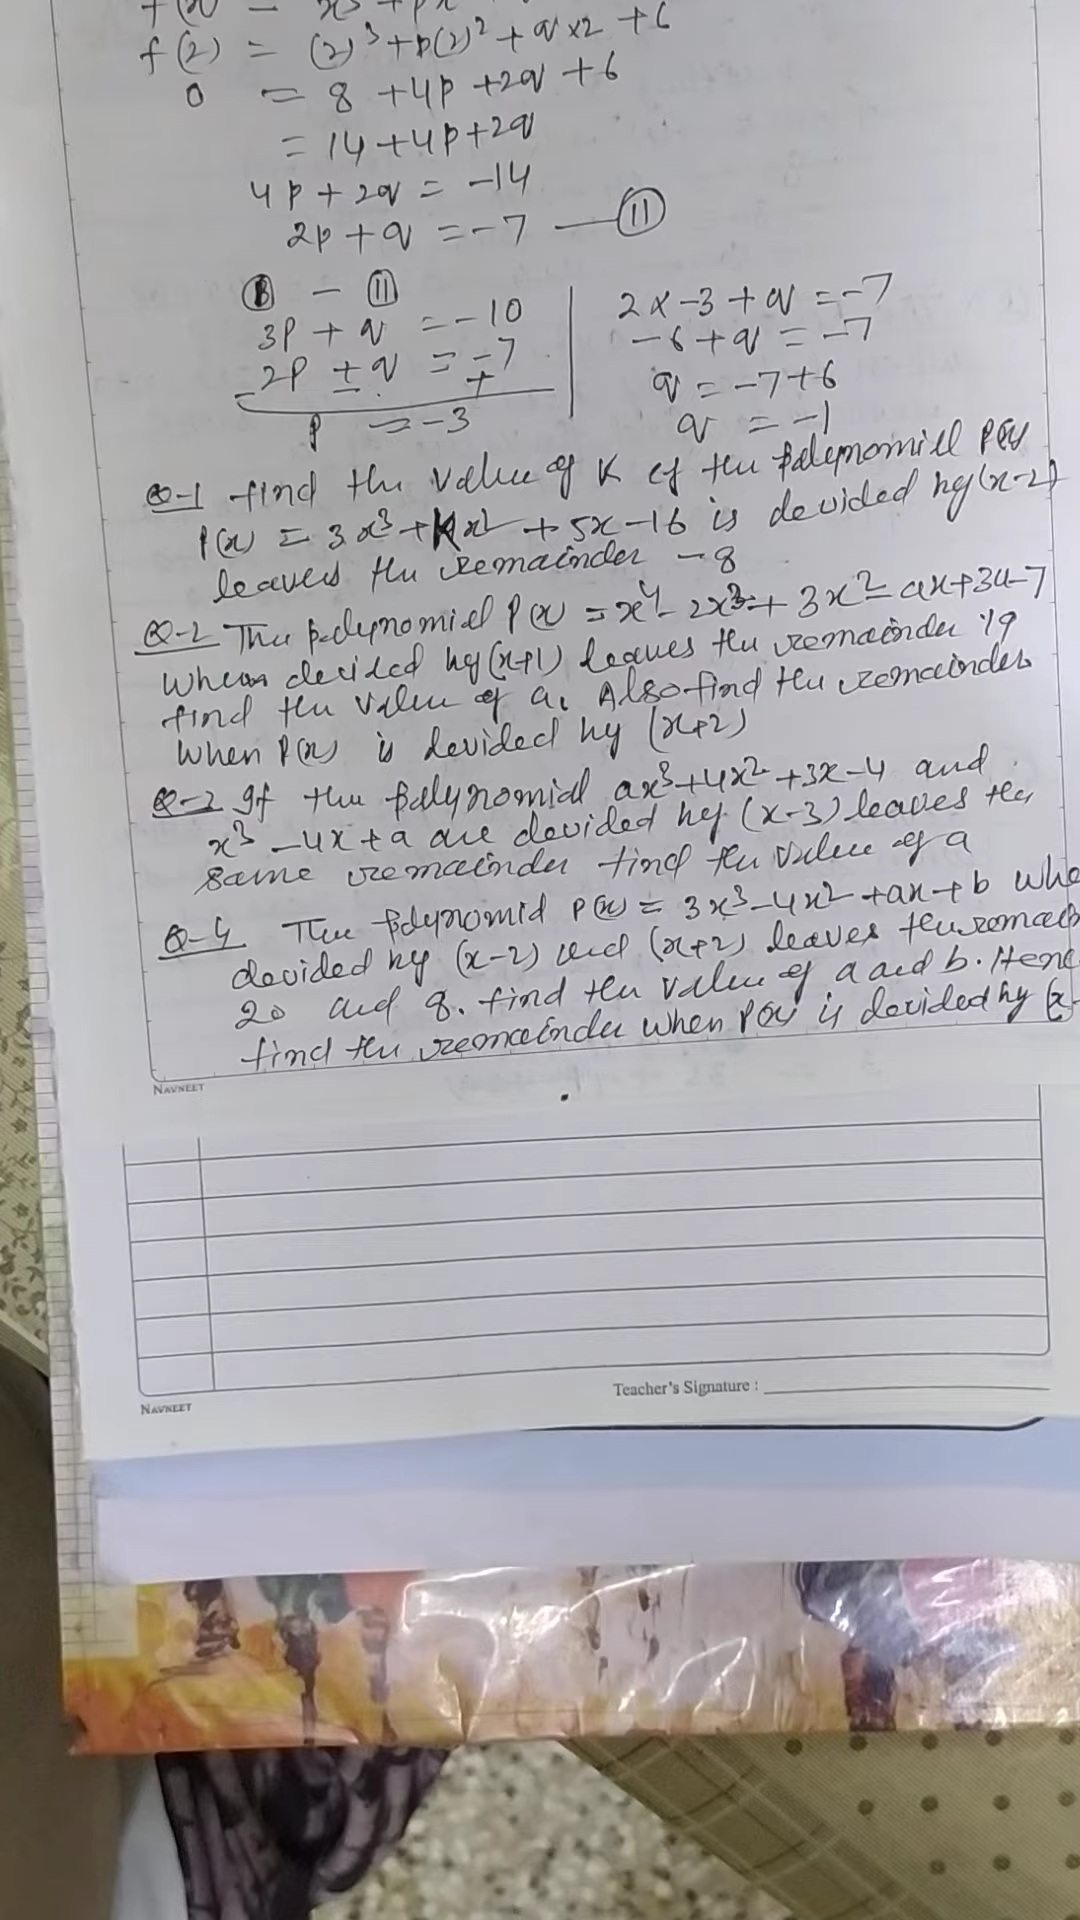 f(2) = (2)³ + p(2)² + q×2 + 6
0 = 8 + 4p + 2q + 6
= 14 + 4p + 2q
4p + 2q = -14
2p + q = -7 — (11)
- (11)
3p + q = -10
-2p ± q = -7
+
p = -3
2×-3 + q = -7
-6 + q = -7
q = -7+6
q = -1
Q-1 find the value of K if the polynomial P(x)
P(x) = 3x³ + Kx² + 5x - 16 is devided by (x-2)
leaves the remainder -8
Q-2 The polynomial P(x) = x⁴ - 2x³ + 3x² - ax + 3a - 7
When devided by (x+1) leaves the remainder 19
find the value of a. Also find the remainder
When P(x) is devided by (x+2)
If the polynomial ax³ + 4x² + 3x - 4 and
x³ - 4x + a are devided by (x-3) leaves the
same remainder find the value of a
Q-4 The polynomial P(x) = 3x³ - 4x² + ax + b
devided by (x-2) and (x+2) leaves the
20 and 8. find the value of a and b.
find the remainder when P(x) is devided by
NAVNEET
Teacher's Signature :
NAVNEET